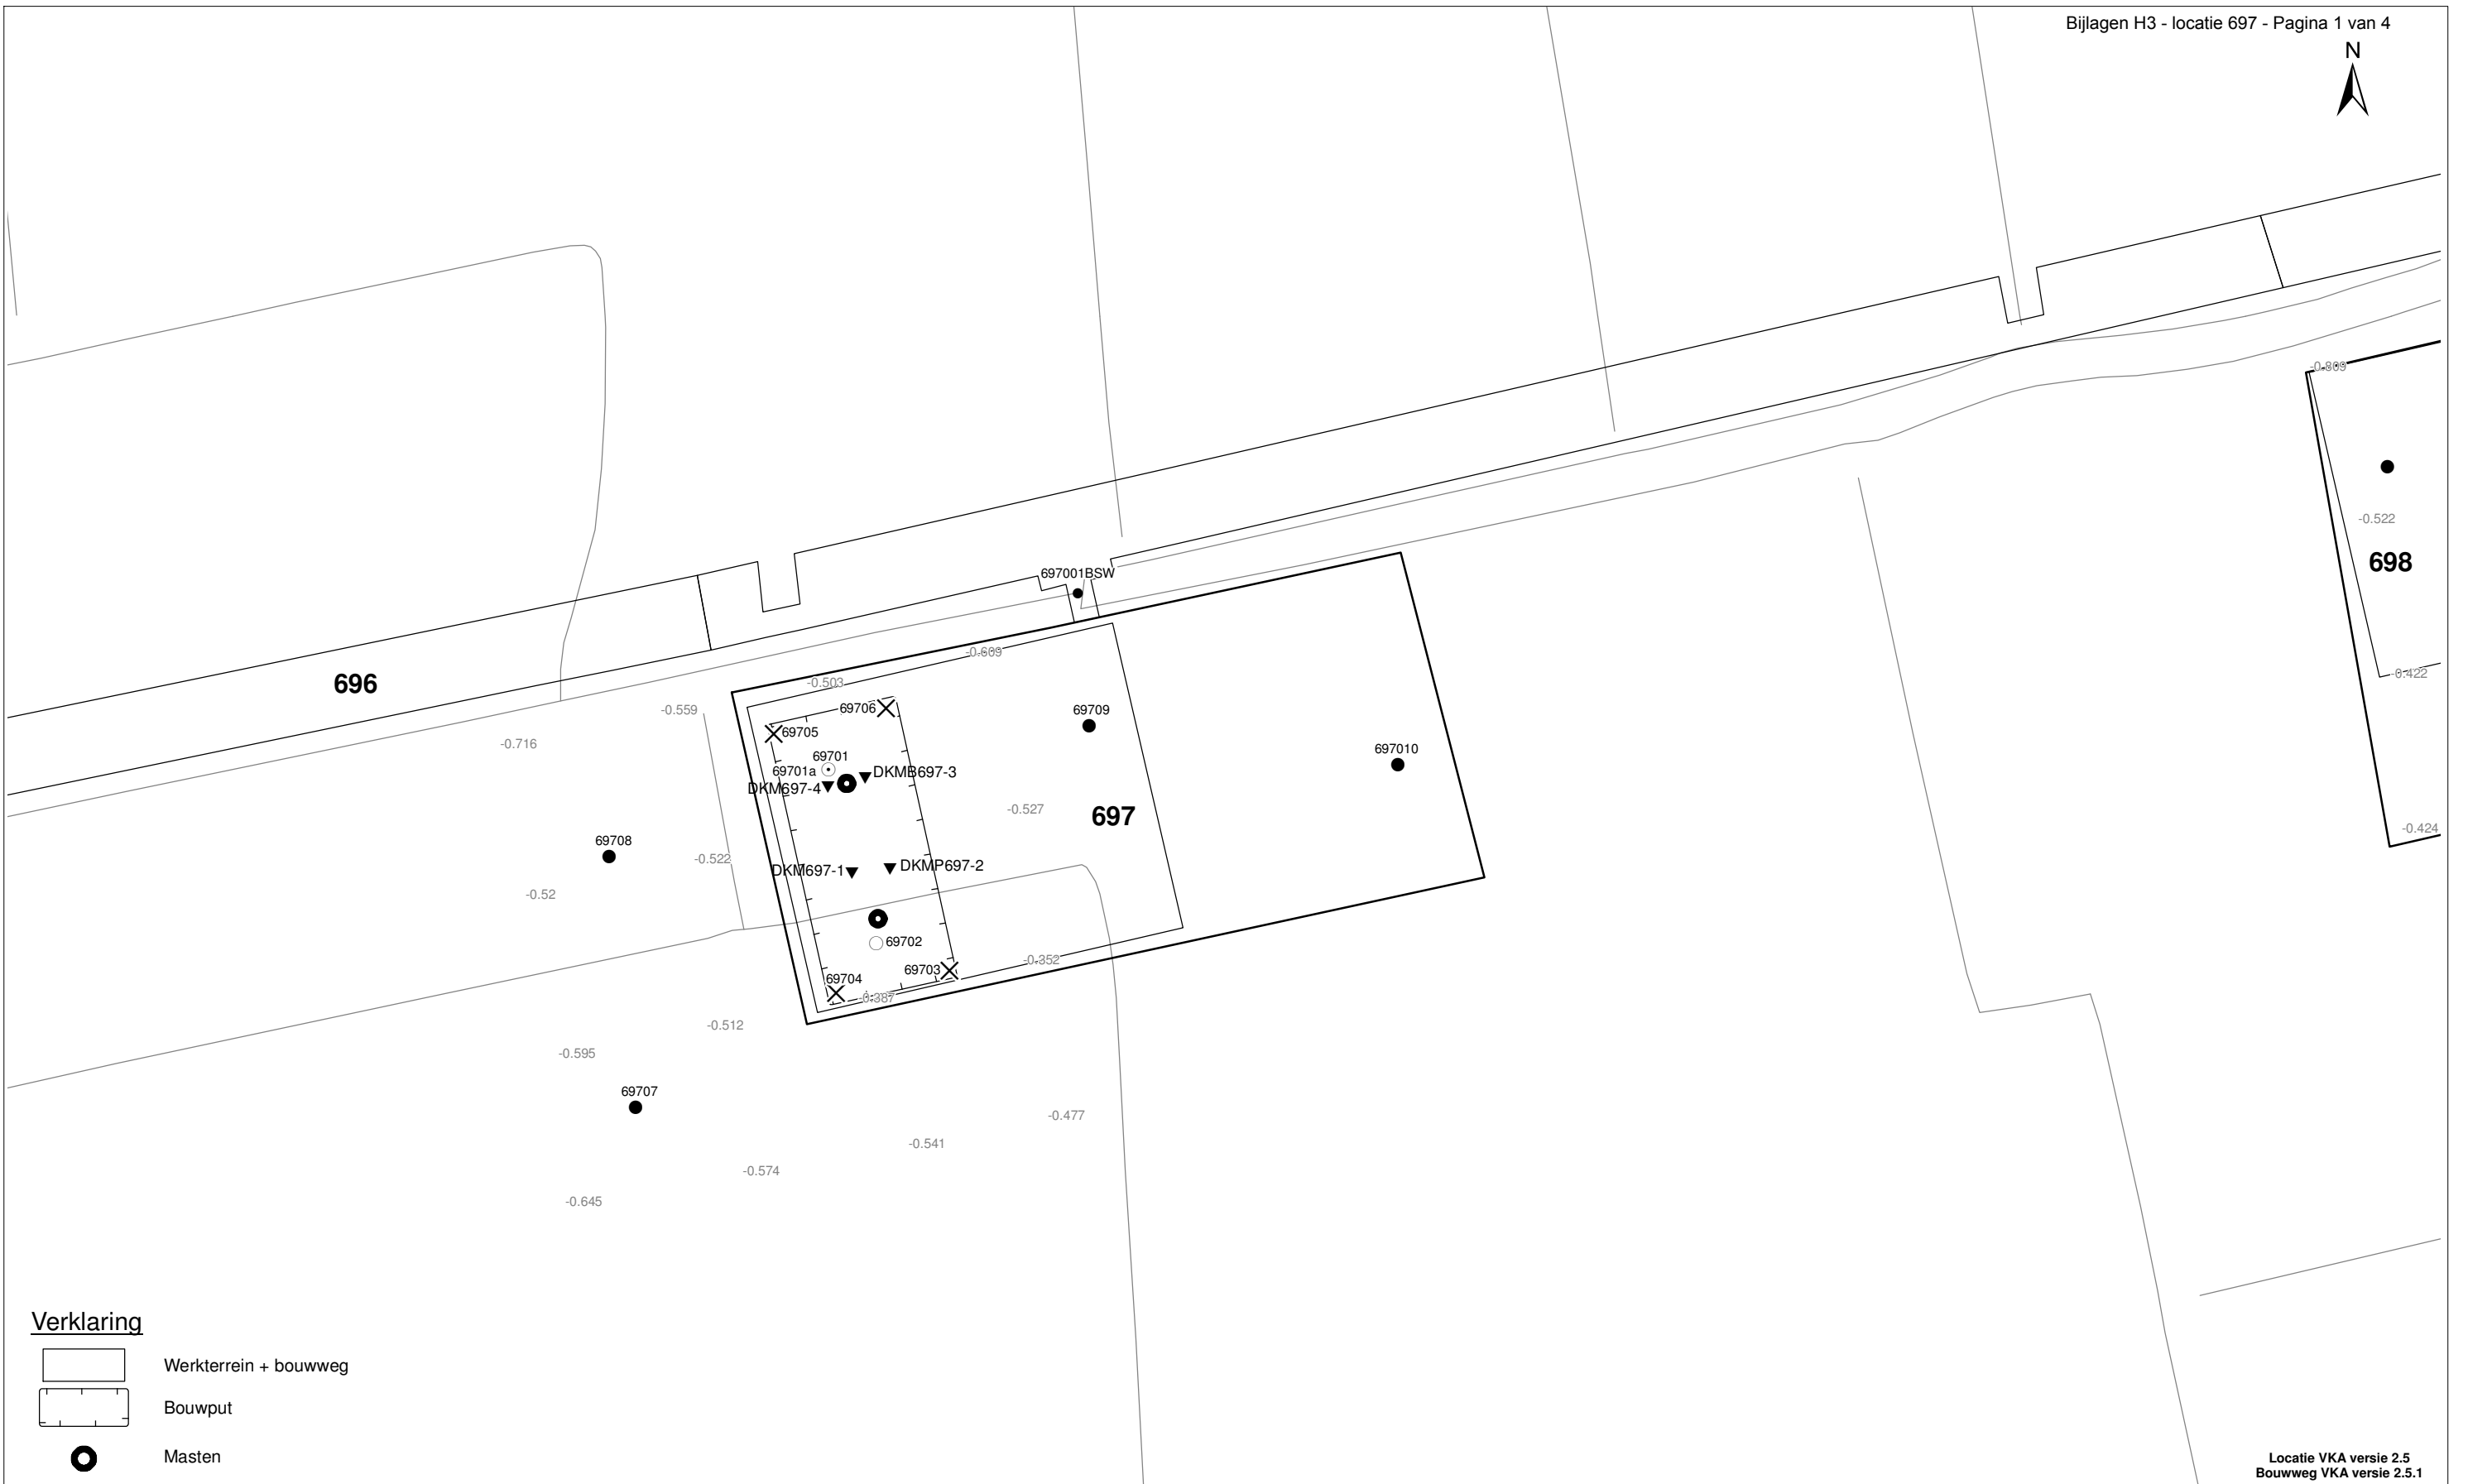 Bijlagen H3 - locatie 697 - Pagina 1 van 4
N
-0.809
-0.522
698
-0.422
-0.424
697001BSW
-0.609
696
-0.503
-0.559
-0.716
69706
69705
69709
697010
69701
69701a
DKMB697-3
DKM697-4
-0.527
697
69708
-0.522
-0.52
DKM697-1
DKMP697-2
69702
69703
-0.352
69704
-0.387
-0.512
-0.595
69707
-0.477
-0.541
-0.574
-0.645
Verklaring
Werkterrein + bouwweg
Bouwput
Masten
Locatie VKA versie 2.5
Bouwweg VKA versie 2.5.1